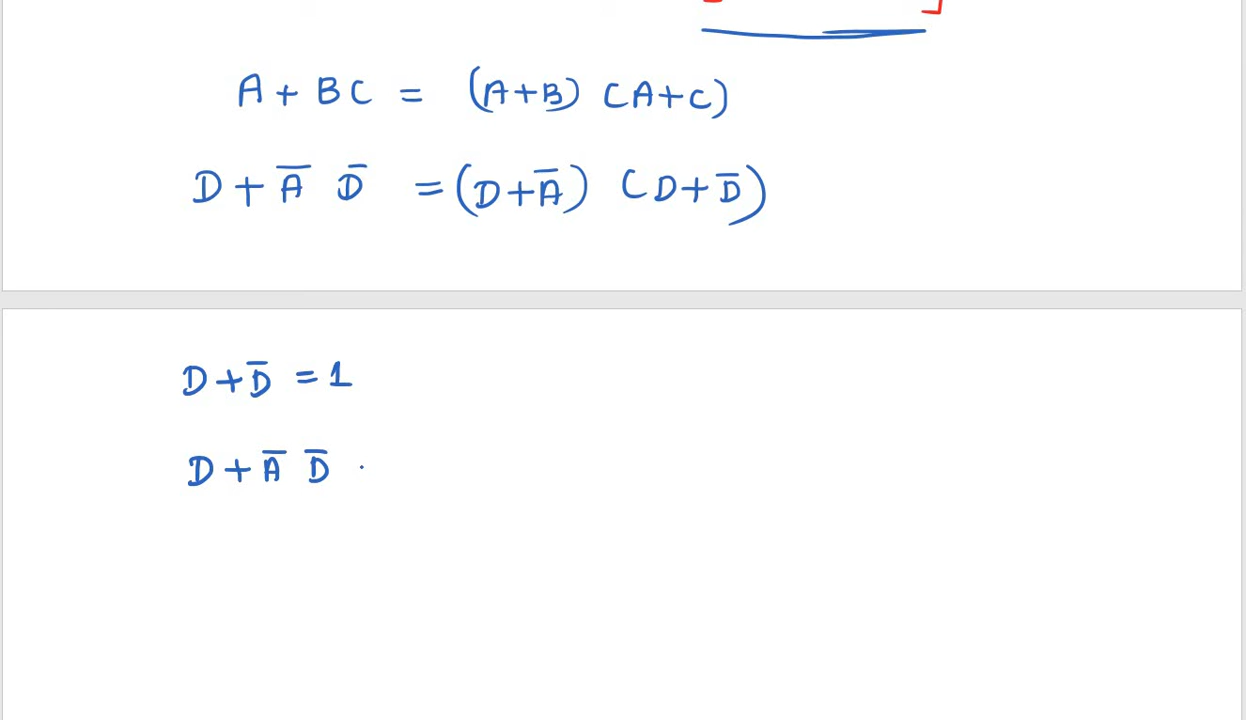 A + BC = (A+B) (A+C)
D + A̅ D̅ = (D+A̅) (D+D̅)
D + D̅ = 1
D + A̅ D̅